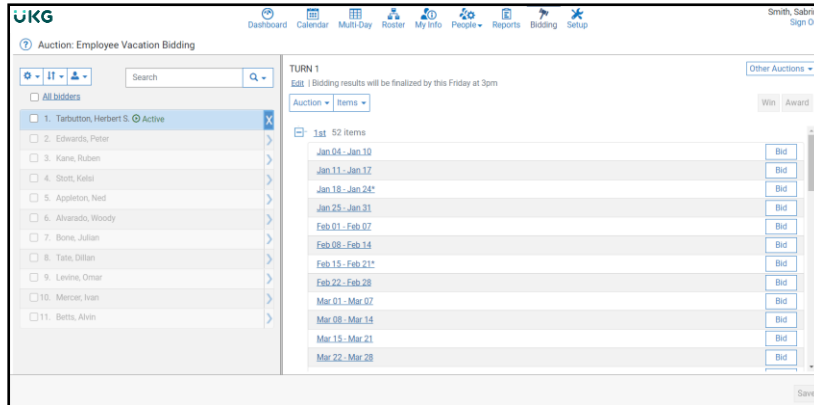 UKG
Dashboard Calendar Multi-Day Roster My Info People Reports Bidding Setup
Smith, Sabri
Sign O
? Auction: Employee Vacation Bidding
Search
All bidders
1. Tarbutton, Herbert S. Active X
2. Edwards, Peter
3. Kane, Ruben
4. Stott, Kelsi
5. Appleton, Ned
6. Alvarado, Woody
7. Bone, Julian
8. Tate, Dillan
9. Levine, Omar
10. Mercer, Ivan
11. Betts, Alvin
TURN 1
Other Auctions
Edit | Bidding results will be finalized by this Friday at 3pm
Auction Items
Win Award
1st 52 items
Jan 04 - Jan 10 Bid
Jan 11 - Jan 17 Bid
Jan 18 - Jan 24* Bid
Jan 25 - Jan 31 Bid
Feb 01 - Feb 07 Bid
Feb 08 - Feb 14 Bid
Feb 15 - Feb 21* Bid
Feb 22 - Feb 28 Bid
Mar 01 - Mar 07 Bid
Mar 08 - Mar 14 Bid
Mar 15 - Mar 21 Bid
Mar 22 - Mar 28 Bid
Save